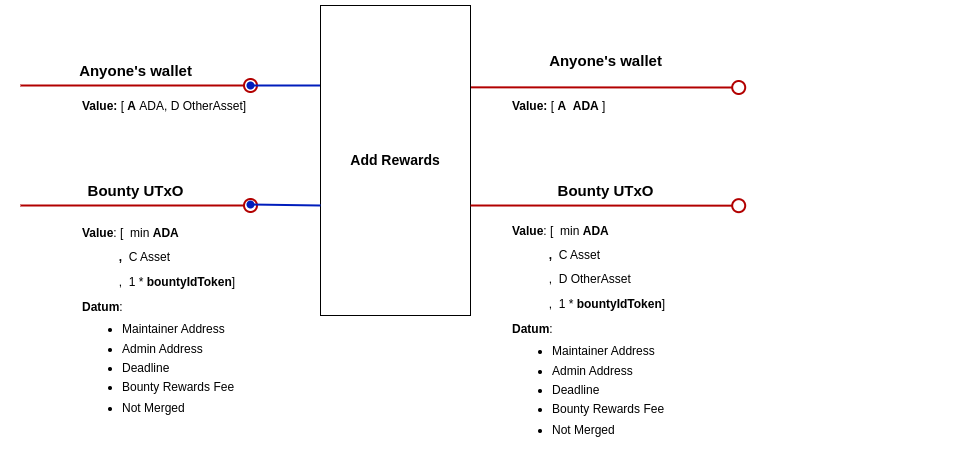 Anyone's wallet
Value: [ A ADA, D OtherAsset]
Bounty UTxO
Value: [ min ADA
, C Asset
, 1 * bountyIdToken]
Datum:
• Maintainer Address
• Admin Address
• Deadline
• Bounty Rewards Fee
• Not Merged
Add Rewards
Anyone's wallet
Value: [ A ADA ]
Bounty UTxO
Value: [ min ADA
, C Asset
, D OtherAsset
, 1 * bountyIdToken]
Datum:
• Maintainer Address
• Admin Address
• Deadline
• Bounty Rewards Fee
• Not Merged